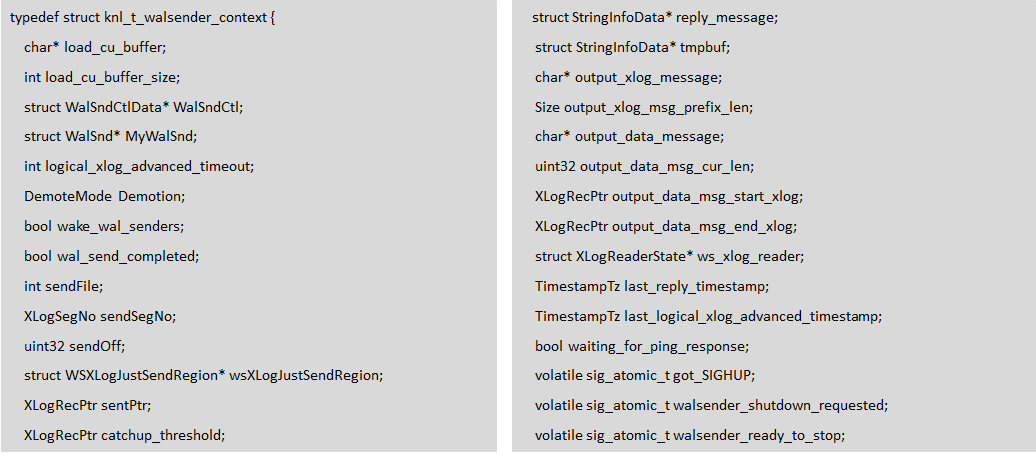 typedef struct knl_t_walsender_context {
char* load_cu_buffer;
int load_cu_buffer_size;
struct WalSndCtlData* WalSndCtl;
struct WalSnd* MyWalSnd;
int logical_xlog_advanced_timeout;
DemoteMode Demotion;
bool wake_wal_senders;
bool wal_send_completed;
int sendFile;
XLogSegNo sendSegNo;
uint32 sendOff;
struct WSXLogJustSendRegion* wsXLogJustSendRegion;
XLogRecPtr sentPtr;
XLogRecPtr catchup_threshold;
struct StringInfoData* reply_message;
struct StringInfoData* tmpbuf;
char* output_xlog_message;
Size output_xlog_msg_prefix_len;
char* output_data_message;
uint32 output_data_msg_cur_len;
XLogRecPtr output_data_msg_start_xlog;
XLogRecPtr output_data_msg_end_xlog;
struct XLogReaderState* ws_xlog_reader;
TimestampTz last_reply_timestamp;
TimestampTz last_logical_xlog_advanced_timestamp;
bool waiting_for_ping_response;
volatile sig_atomic_t got_SIGHUP;
volatile sig_atomic_t walsender_shutdown_requested;
volatile sig_atomic_t walsender_ready_to_stop;